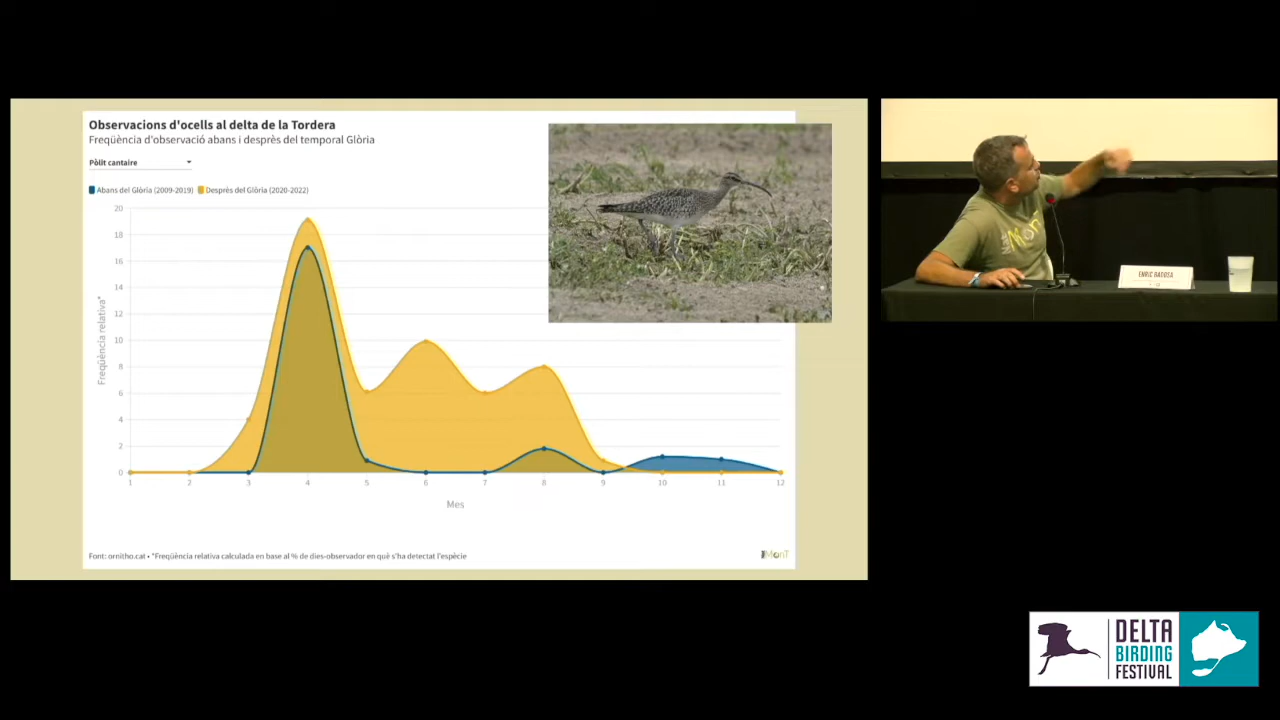 Observacions d'ocells al delta de la Tordera
Freqüència d'observació abans i desprès del temporal Glòria
Pòlit cantaire
Abans del Glòria (2009-2019) Desprès del Glòria (2020-2022)
20
18
16
14
12
10
8
6
4
2
0
Freqüència relativa*
1 2 3 4 5 6 7 8 9 10 11 12
Mes
Font: ornitho.cat • *Freqüència relativa calculada en base al % de dies-observador en què s'ha detectat l'espècie
MonT
MonT
ENRIC BADOSA
DELTA
BIRDING
FESTIVAL